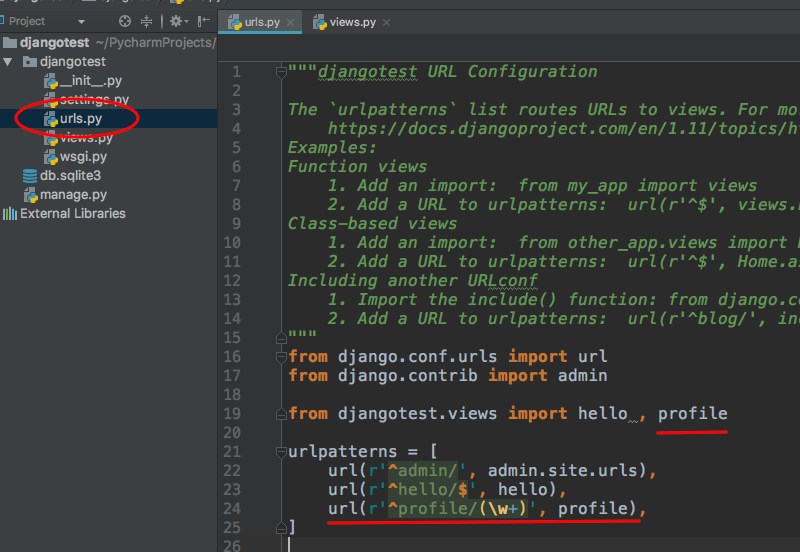 Project
urls.py
views.py
djangotest ~/PycharmProjects/
djangotest
__init__.py
settings.py
urls.py
views.py
wsgi.py
db.sqlite3
manage.py
External Libraries
1 """djangotest URL Configuration
2
3 The `urlpatterns` list routes URLs to views. For mo
4 https://docs.djangoproject.com/en/1.11/topics/h
5 Examples:
6 Function views
7 1. Add an import:  from my_app import views
8 2. Add a URL to urlpatterns:  url(r'^$', views.
9 Class-based views
10 1. Add an import:  from other_app.views import
11 2. Add a URL to urlpatterns:  url(r'^$', Home.as
12 Including another URLconf
13 1. Import the include() function: from django.co
14 2. Add a URL to urlpatterns:  url(r'^blog/', in
15 """
16 from django.conf.urls import url
17 from django.contrib import admin
18
19 from djangotest.views import hello , profile
20
21 urlpatterns = [
22 url(r'^admin/', admin.site.urls),
23 url(r'^hello/$', hello),
24 url(r'^profile/(\w+)', profile),
25 ]
26